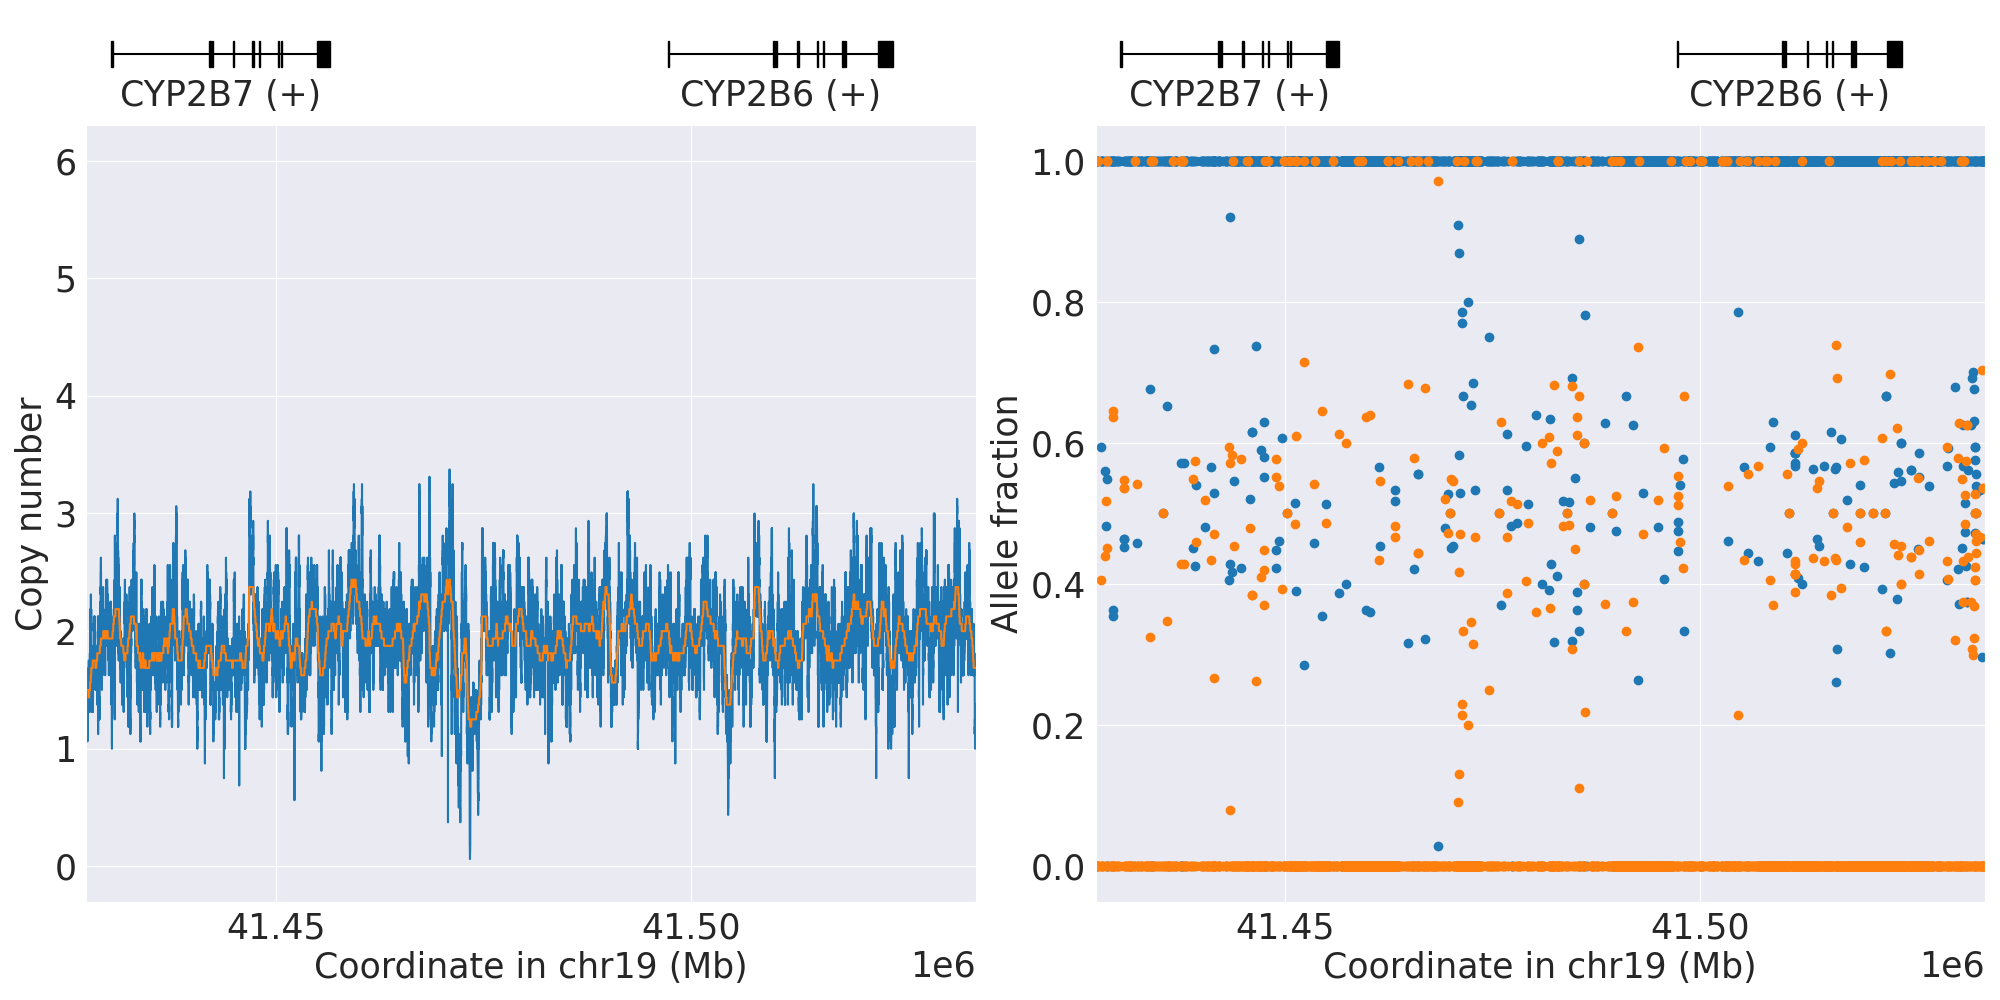 CYP2B7 (+)
CYP2B6 (+)
6
5
4
3
2
1
0
Copy number
41.45
41.50
Coordinate in chr19 (Mb)
1e6
CYP2B7 (+)
CYP2B6 (+)
1.0
0.8
0.6
0.4
0.2
0.0
Allele fraction
41.45
41.50
Coordinate in chr19 (Mb)
1e6